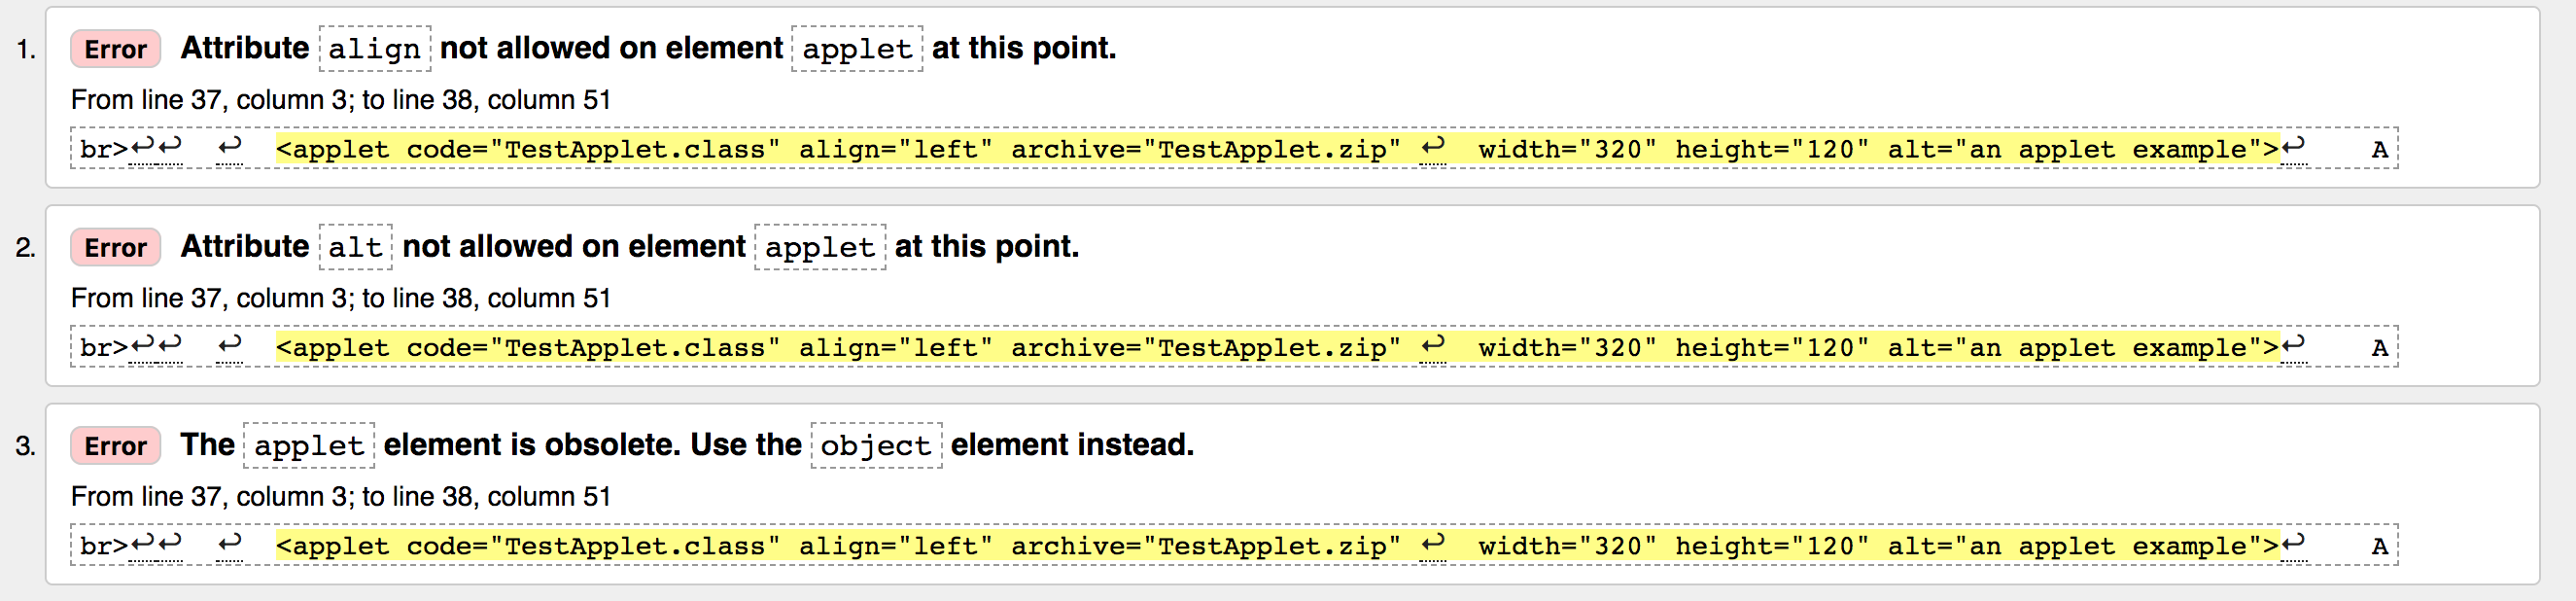 1. Error Attribute align not allowed on element applet at this point.
From line 37, column 3; to line 38, column 51
br>↩↩ ↩ <applet code="TestApplet.class" align="left" archive="TestApplet.zip" ↩ width="320" height="120" alt="an applet example">↩ A
2. Error Attribute alt not allowed on element applet at this point.
From line 37, column 3; to line 38, column 51
br>↩↩ ↩ <applet code="TestApplet.class" align="left" archive="TestApplet.zip" ↩ width="320" height="120" alt="an applet example">↩ A
3. Error The applet element is obsolete. Use the object element instead.
From line 37, column 3; to line 38, column 51
br>↩↩ ↩ <applet code="TestApplet.class" align="left" archive="TestApplet.zip" ↩ width="320" height="120" alt="an applet example">↩ A